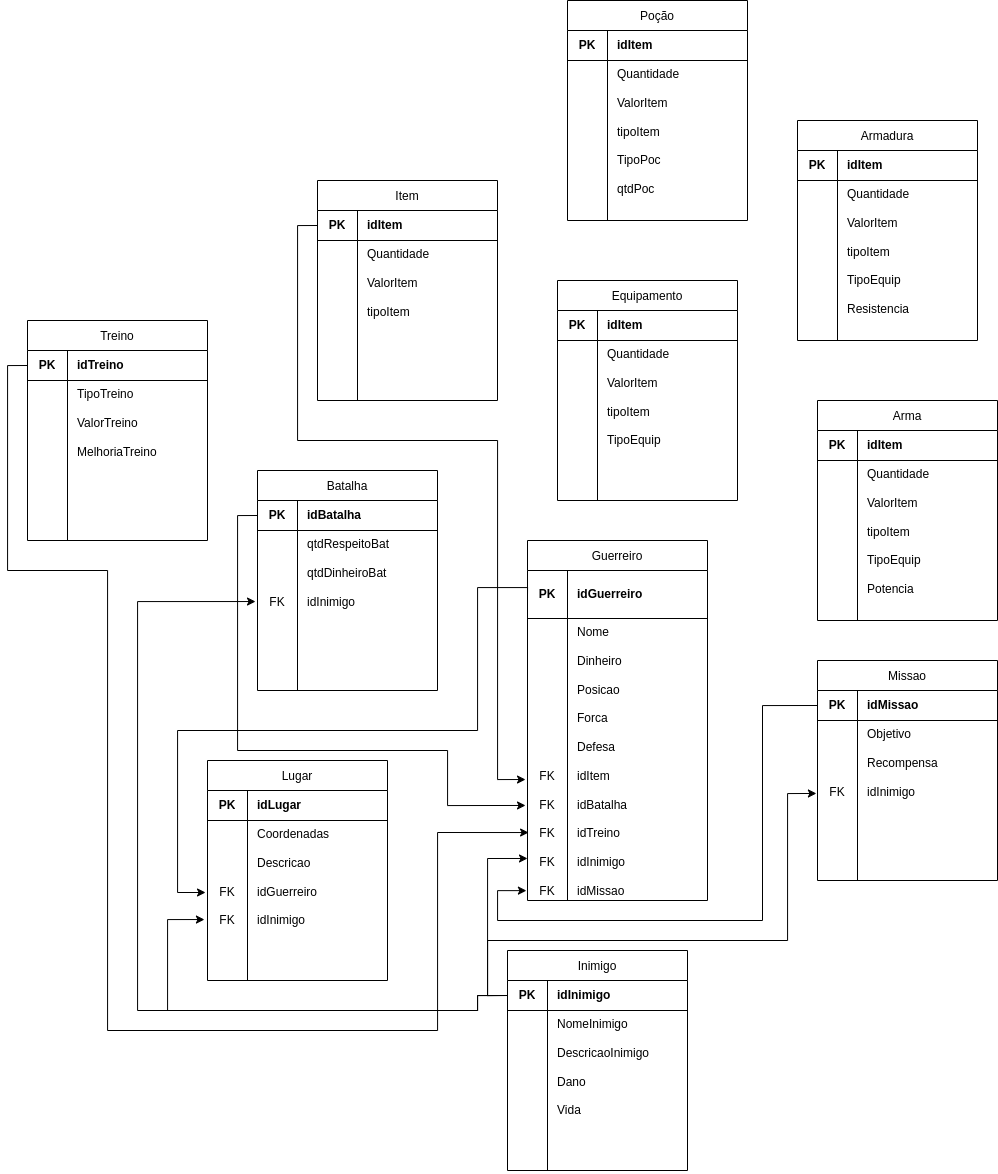 Poção
PK idItem
Quantidade
ValorItem
tipoItem
TipoPoc
qtdPoc
Armadura
PK idItem
Quantidade
ValorItem
tipoItem
TipoEquip
Resistencia
Item
PK idItem
Quantidade
ValorItem
tipoItem
Equipamento
PK idItem
Quantidade
ValorItem
tipoItem
TipoEquip
Treino
PK idTreino
TipoTreino
ValorTreino
MelhoriaTreino
Arma
PK idItem
Quantidade
ValorItem
tipoItem
TipoEquip
Potencia
Batalha
PK idBatalha
qtdRespeitoBat
qtdDinheiroBat
FK idInimigo
Guerreiro
PK idGuerreiro
Nome
Dinheiro
Posicao
Forca
Defesa
FK idItem
FK idBatalha
FK idTreino
FK idInimigo
FK idMissao
Missao
PK idMissao
Objetivo
Recompensa
FK idInimigo
Lugar
PK idLugar
Coordenadas
Descricao
FK idGuerreiro
FK idInimigo
Inimigo
PK idInimigo
NomeInimigo
DescricaoInimigo
Dano
Vida